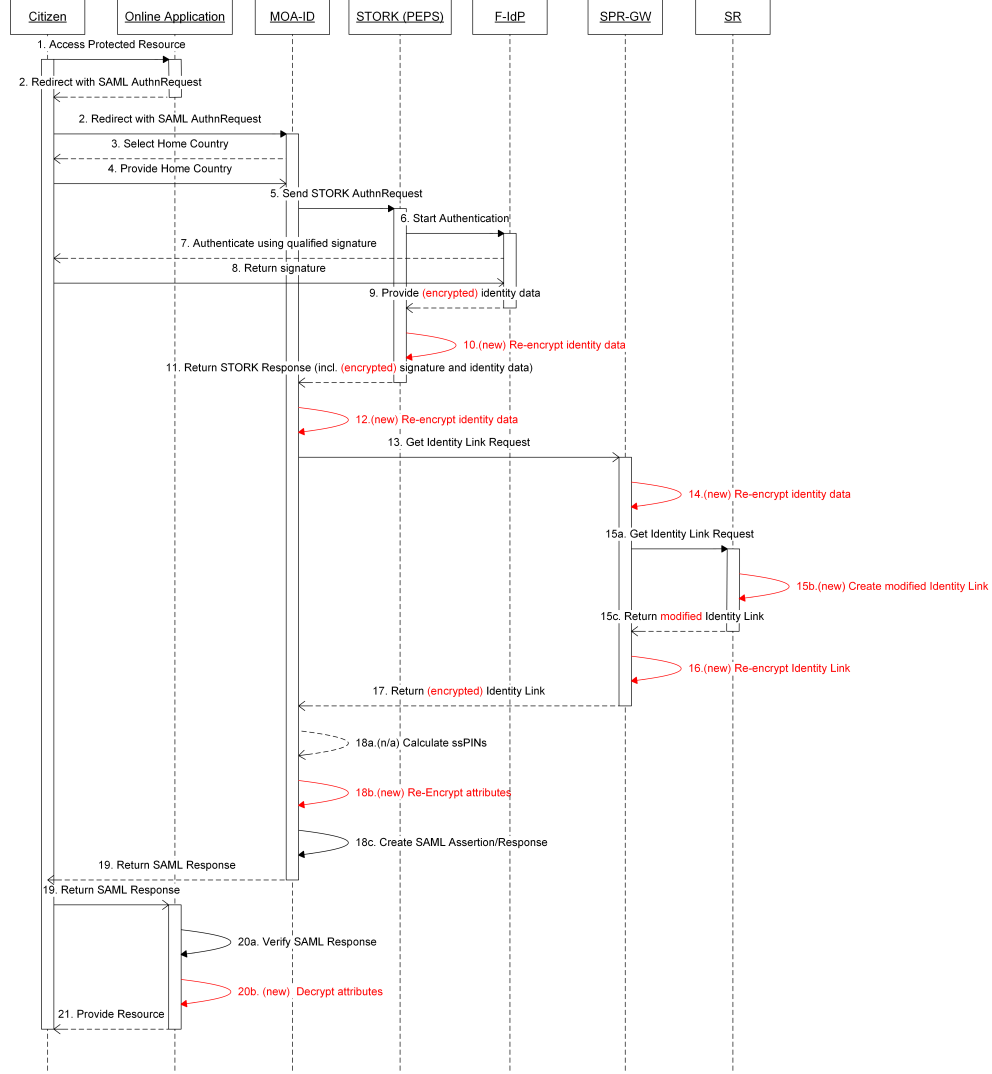 Citizen
Online Application
MOA-ID
STORK (PEPS)
F-IdP
SPR-GW
SR
1. Access Protected Resource
2. Redirect with SAML AuthnRequest
2. Redirect with SAML AuthnRequest
3. Select Home Country
4. Provide Home Country
5. Send STORK AuthnRequest
6. Start Authentication
7. Authenticate using qualified signature
8. Return signature
9. Provide (encrypted) identity data
10.(new) Re-encrypt identity data
11. Return STORK Response (incl. (encrypted) signature and identity data)
12.(new) Re-encrypt identity data
13. Get Identity Link Request
14.(new) Re-encrypt identity data
15a. Get Identity Link Request
15b.(new) Create modified Identity Link
15c. Return modified Identity Link
16.(new) Re-encrypt Identity Link
17. Return (encrypted) Identity Link
18a.(n/a) Calculate ssPINs
18b.(new) Re-Encrypt attributes
18c. Create SAML Assertion/Response
19. Return SAML Response
19. Return SAML Response
20a. Verify SAML Response
20b. (new) Decrypt attributes
21. Provide Resource